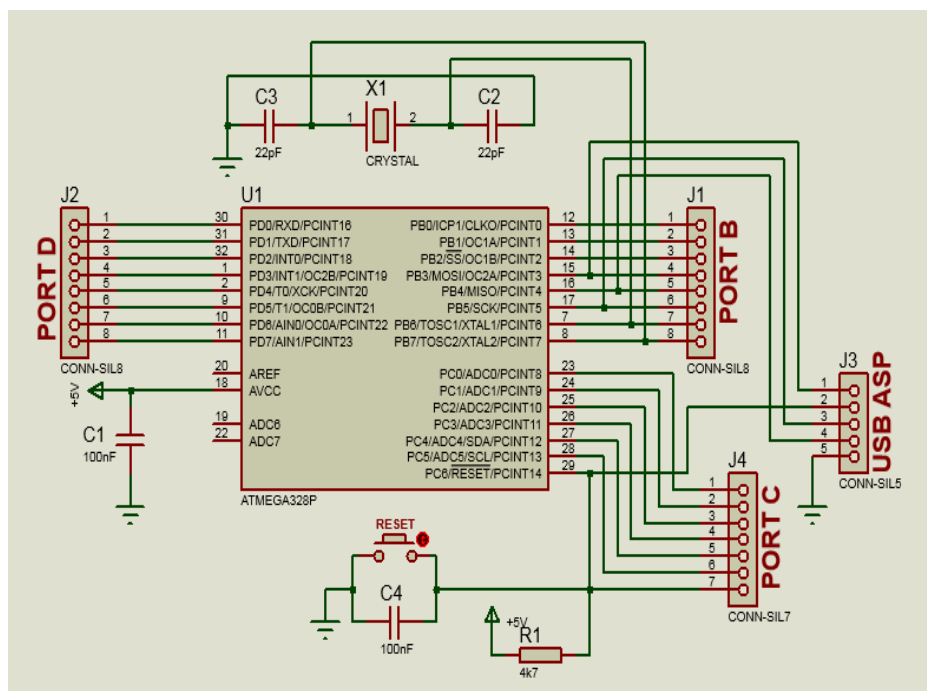 C3
22pF
X1
1
2
CRYSTAL
C2
22pF
J2
PORT D
1
2
3
4
5
6
7
8
CONN-SIL8
U1
30 PD0/RXD/PCINT16
31 PD1/TXD/PCINT17
32 PD2/INT0/PCINT18
1 PD3/INT1/OC2B/PCINT19
2 PD4/T0/XCK/PCINT20
9 PD5/T1/OC0B/PCINT21
10 PD6/AIN0/OC0A/PCINT22
11 PD7/AIN1/PCINT23
20 AREF
18 AVCC
19 ADC6
22 ADC7
PB0/ICP1/CLKO/PCINT0 12
PB1/OC1A/PCINT1 13
PB2/SS/OC1B/PCINT2 14
PB3/MOSI/OC2A/PCINT3 15
PB4/MISO/PCINT4 16
PB5/SCK/PCINT5 17
PB6/TOSC1/XTAL1/PCINT6 7
PB7/TOSC2/XTAL2/PCINT7 8
PC0/ADC0/PCINT8 23
PC1/ADC1/PCINT9 24
PC2/ADC2/PCINT10 25
PC3/ADC3/PCINT11 26
PC4/ADC4/SDA/PCINT12 27
PC5/ADC5/SCL/PCINT13 28
PC6/RESET/PCINT14 29
ATMEGA328P
J1
PORT B
1
2
3
4
5
6
7
8
CONN-SIL8
J3
USB ASP
1
2
3
4
5
CONN-SIL5
J4
PORT C
1
2
3
4
5
6
7
CONN-SIL7
+5V
C1
100nF
RESET
C4
100nF
+5V
R1
4k7